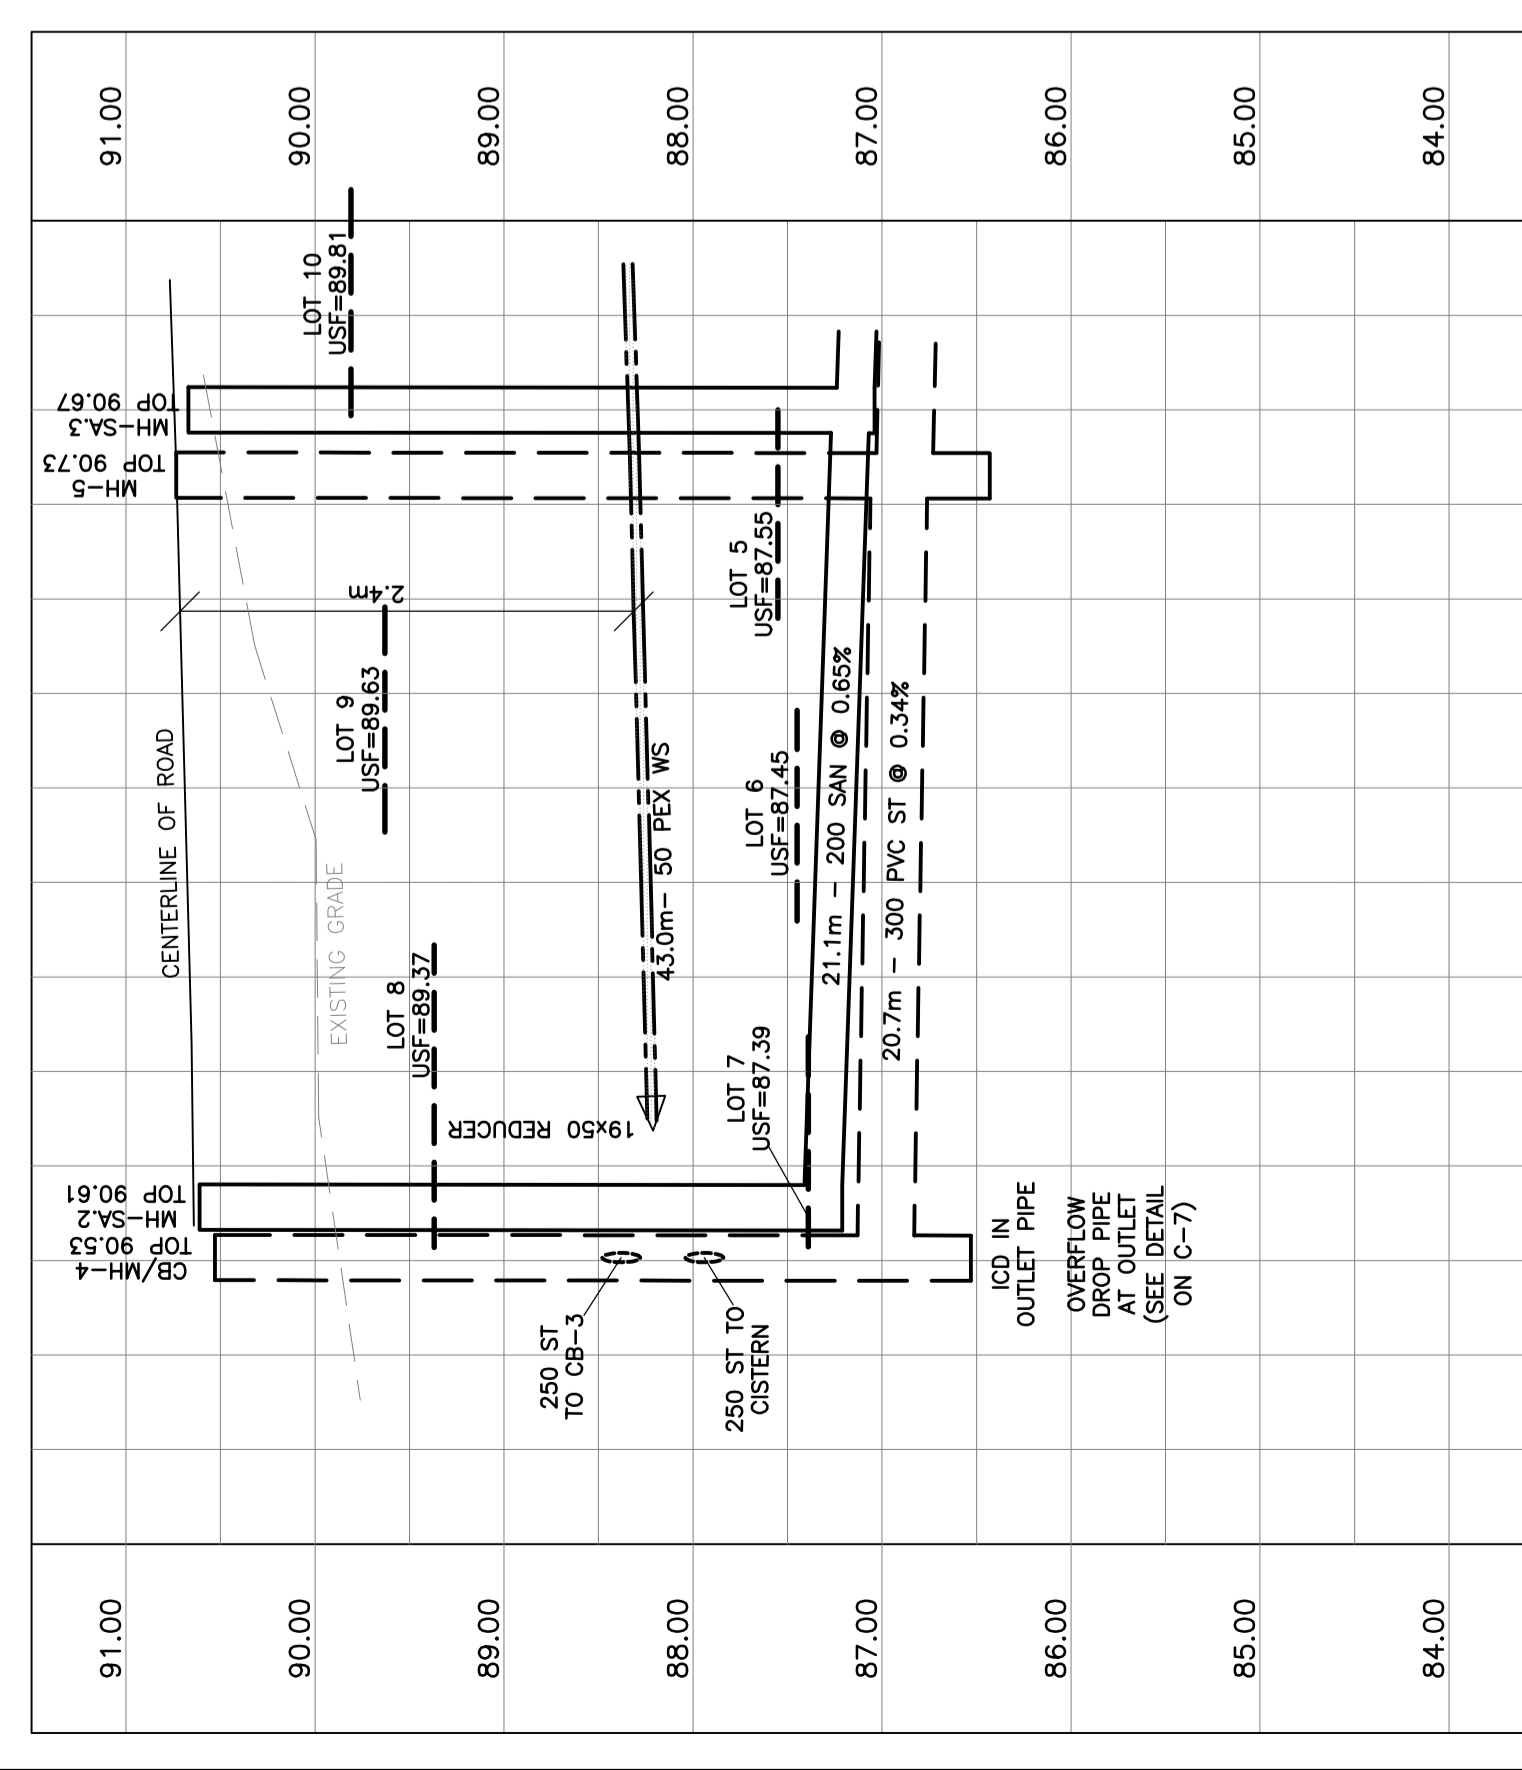 91.00
90.00
89.00
88.00
87.00
86.00
85.00
84.00
91.00
90.00
89.00
88.00
87.00
86.00
85.00
84.00
CB/MH-4
TOP 90.53
MH-SA.2
TOP 90.61
MH-5
TOP 90.73
MH-SA.3
TOP 90.67
CENTERLINE OF ROAD
EXISTING GRADE
LOT 8
USF=89.37
LOT 9
USF=89.63
LOT 10
USF=89.81
2.4m
19x50 REDUCER
43.0m- 50 PEX WS
LOT 7
USF=87.39
LOT 6
USF=87.45
LOT 5
USF=87.55
21.1m - 200 SAN @ 0.65%
20.7m - 300 PVC ST @ 0.34%
250 ST
TO CB-3
250 ST TO
CISTERN
ICD IN
OUTLET PIPE
OVERFLOW
DROP PIPE
AT OUTLET
(SEE DETAIL
ON C-7)